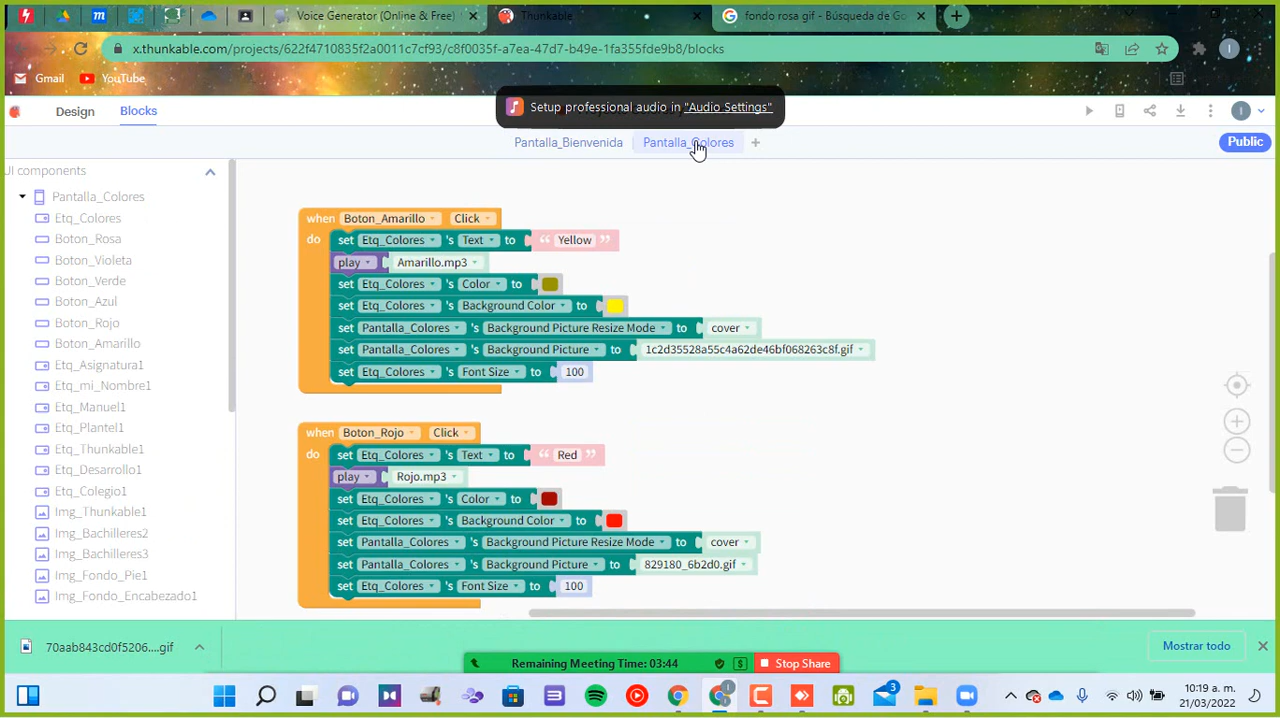 Voice Generator (Online & Free)
Thunkable
fondo rosa gif - Búsqueda de Go
x.thunkable.com/projects/622f4710835f2a0011c7cf93/c8f0035f-a7ea-47d7-b49e-1fa355fde9b8/blocks
Gmail
YouTube
Design
Blocks
Setup professional audio in "Audio Settings"
Pantalla_Bienvenida
Pantalla_Colores
Public
UI components
Pantalla_Colores
Etq_Colores
Boton_Rosa
Boton_Violeta
Boton_Verde
Boton_Azul
Boton_Rojo
Boton_Amarillo
Etq_Asignatura1
Etq_mi_Nombre1
Etq_Manuel1
Etq_Plantel1
Etq_Thunkable1
Etq_Desarrollo1
Etq_Colegio1
Img_Thunkable1
Img_Bachilleres2
Img_Bachilleres3
Img_Fondo_Pie1
Img_Fondo_Encabezado1
when Boton_Amarillo Click
do set Etq_Colores 's Text to “ Yellow ”
play Amarillo.mp3
set Etq_Colores 's Color to
set Etq_Colores 's Background Color to
set Pantalla_Colores 's Background Picture Resize Mode to cover
set Pantalla_Colores 's Background Picture to 1c2d35528a55c4a62de46bf068263c8f.gif
set Etq_Colores 's Font Size to 100
when Boton_Rojo Click
do set Etq_Colores 's Text to “ Red ”
play Rojo.mp3
set Etq_Colores 's Color to
set Etq_Colores 's Background Color to
set Pantalla_Colores 's Background Picture Resize Mode to cover
set Pantalla_Colores 's Background Picture to 829180_6b2d0.gif
set Etq_Colores 's Font Size to 100
70aab843cd0f5206....gif
Mostrar todo
Remaining Meeting Time: 03:44
Stop Share
3
10:19 a. m.
21/03/2022